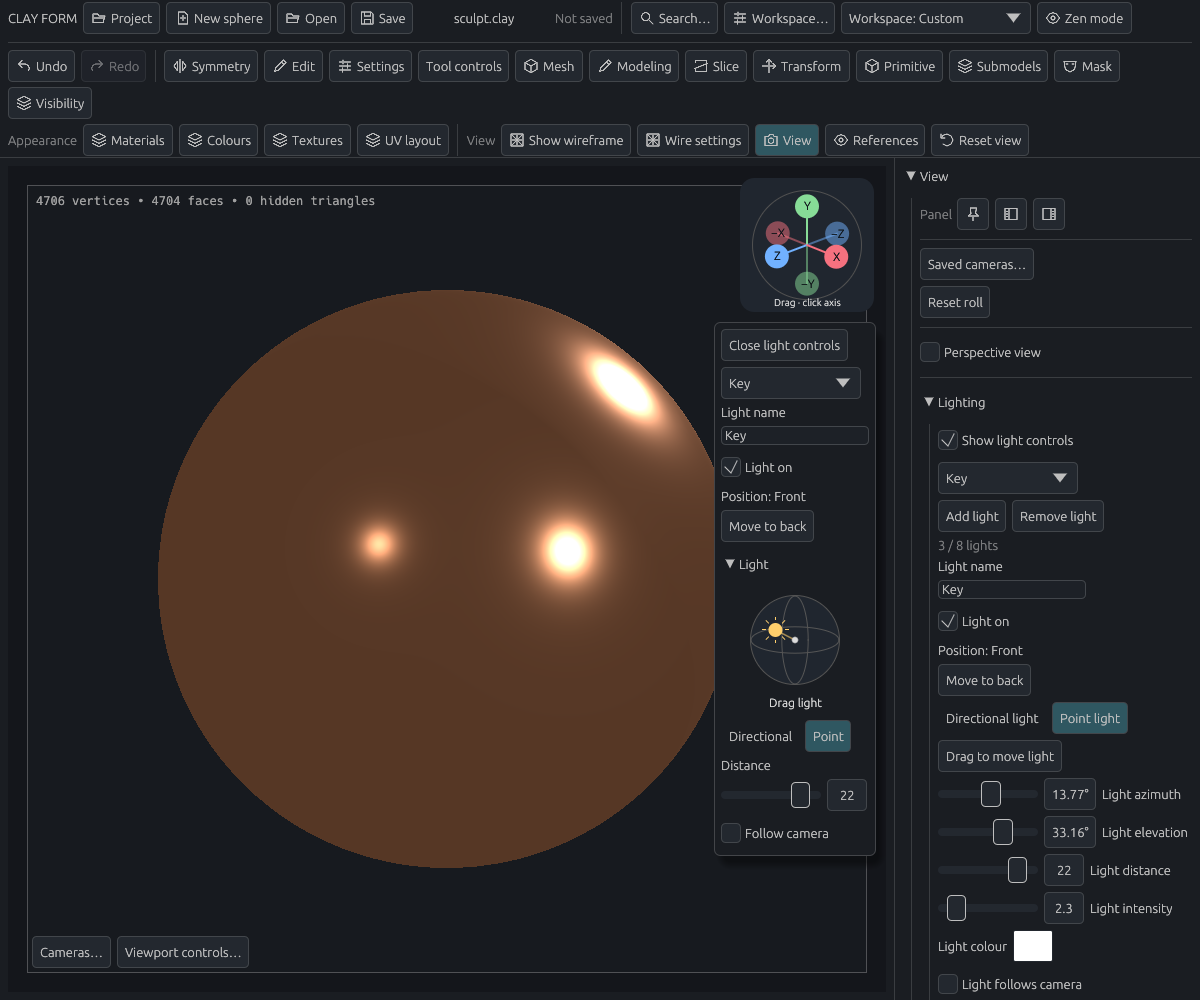 CLAY FORM Project New sphere Open Save sculpt.clay Not saved Search... Workspace... Workspace: Custom Zen mode
Undo Redo Symmetry Edit Settings Tool controls Mesh Modeling Slice Transform Primitive Submodels Mask
Visibility
Appearance Materials Colours Textures UV layout View Show wireframe Wire settings View References Reset view
4706 vertices • 4704 faces • 0 hidden triangles
Y
−X
−Z
Z
X
−Y
Drag · click axis
Close light controls
Key
Light name
Key
Light on
Position: Front
Move to back
Light
Drag light
Directional Point
Distance
22
Follow camera
Cameras... Viewport controls...
View
Panel
Saved cameras...
Reset roll
Perspective view
Lighting
Show light controls
Key
Add light Remove light
3 / 8 lights
Light name
Key
Light on
Position: Front
Move to back
Directional light Point light
Drag to move light
13.77° Light azimuth
33.16° Light elevation
22 Light distance
2.3 Light intensity
Light colour
Light follows camera